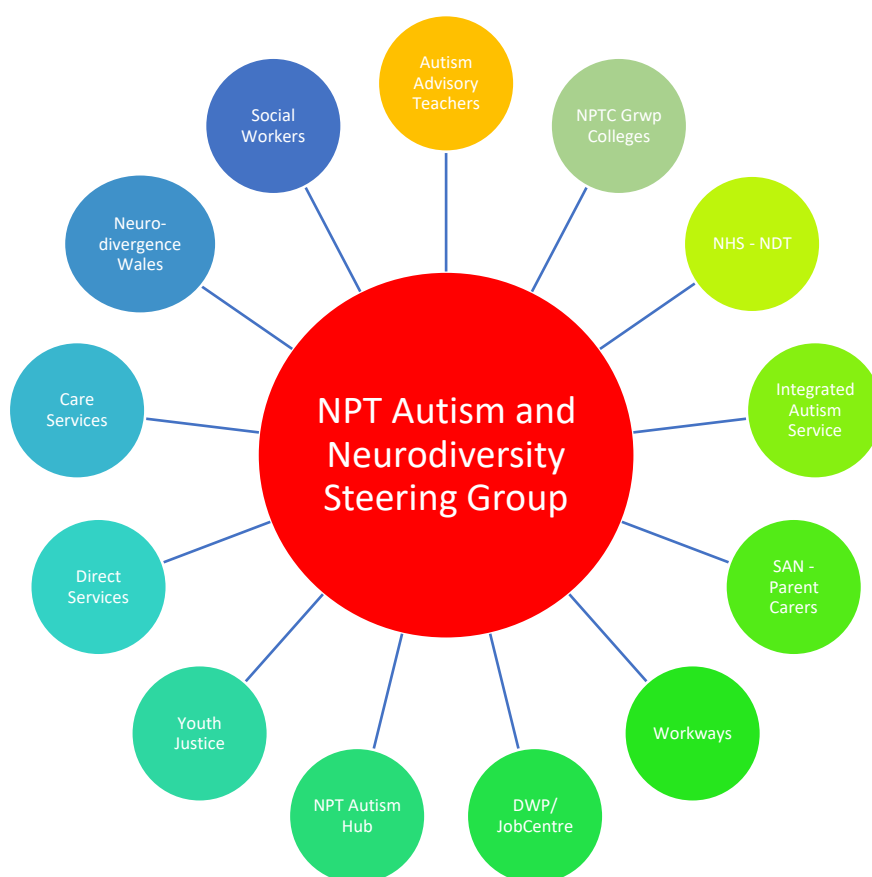 Autism
Advisory
Teachers
NPTC Grwp
Colleges
NHS - NDT
Integrated
Autism
Service
SAN -
Parent
Carers
Workways
DWP/
JobCentre
NPT Autism
Hub
Youth
Justice
Direct
Services
Care
Services
Neuro-
divergence
Wales
Social
Workers
NPT Autism and
Neurodiversity
Steering Group